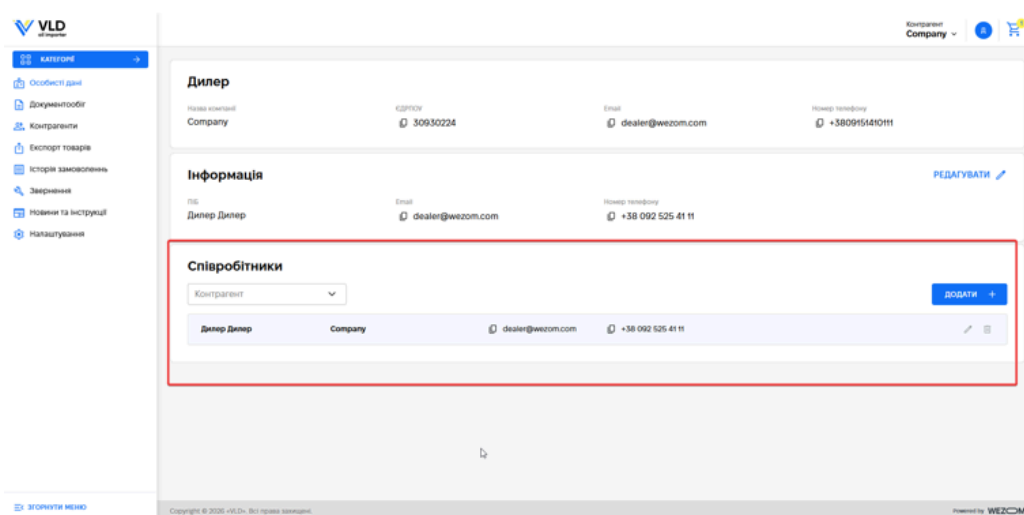 VLD
oil importer
Контрагент
Company
Д
КАТЕГОРІЇ
Особисті дані
Документообіг
Контрагенти
Експорт товарів
Історія замоволеннь
Звернення
Новини та інструкції
Налаштування
ЗГОРНУТИ МЕНЮ
Дилер
Назва компанії ЄДРПОУ Email Номер телефону
Company 30930224 dealer@wezom.com +3809151410111
Інформація РЕДАГУВАТИ
ПІБ Email Номер телефону
Дилер Дилер dealer@wezom.com +38 092 525 41 11
Співробітники
Контрагент ДОДАТИ +
Дилер Дилер Company dealer@wezom.com +38 092 525 41 11
Copyright © 2026 «VLD». Всі права захищені. Powered by WEZOM